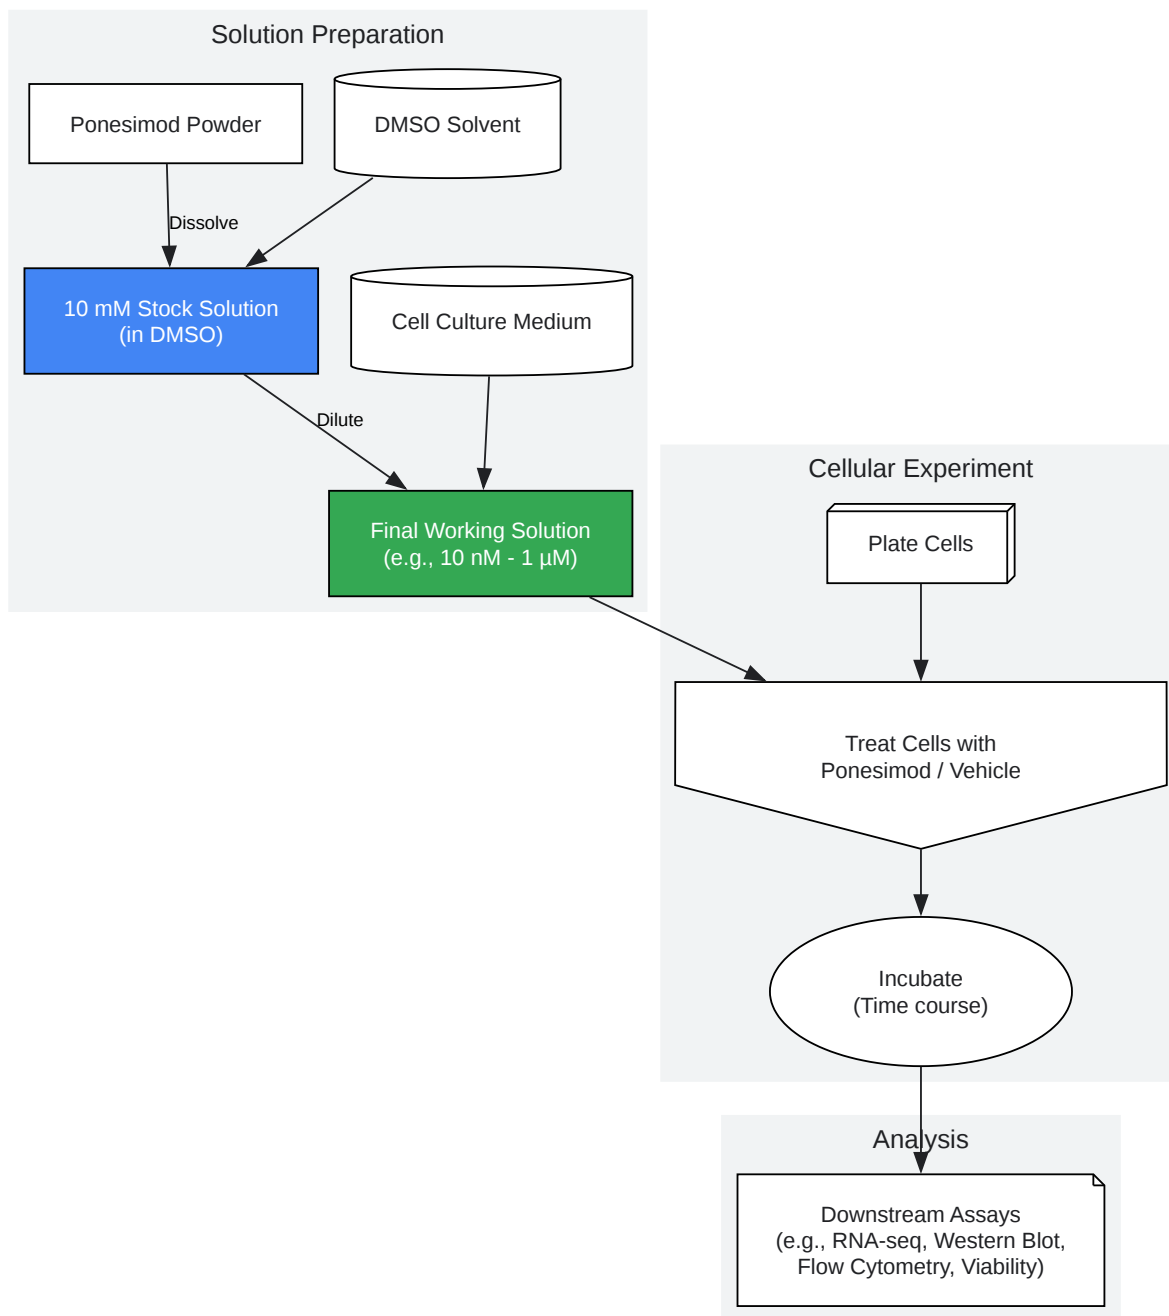 Solution Preparation
Ponesimod Powder
DMSO Solvent
Dissolve
10 mM Stock Solution
(in DMSO)
Cell Culture Medium
Dilute
Final Working Solution
(e.g., 10 nM - 1 µM)
Cellular Experiment
Plate Cells
Treat Cells with
Ponesimod / Vehicle
Incubate
(Time course)
Analysis
Downstream Assays
(e.g., RNA-seq, Western Blot,
Flow Cytometry, Viability)